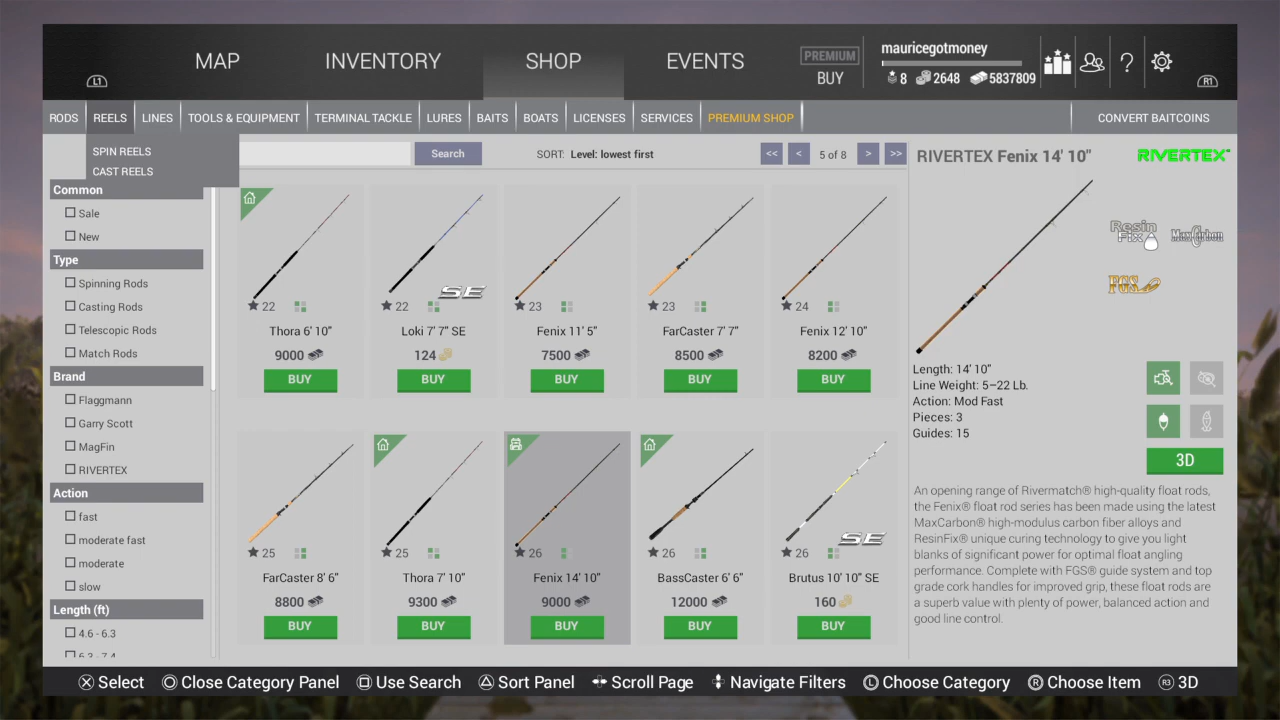 MAP
INVENTORY
SHOP
EVENTS
PREMIUM
BUY
mauricegotmoney
8 2648 5837809
L1
R1
RODS
REELS
LINES
TOOLS & EQUIPMENT
TERMINAL TACKLE
LURES
BAITS
BOATS
LICENSES
SERVICES
PREMIUM SHOP
CONVERT BAITCOINS
SPIN REELS
CAST REELS
Search
SORT: Level: lowest first
<< < 5 of 8 > >>
Common
Sale
New
Type
Spinning Rods
Casting Rods
Telescopic Rods
Match Rods
Brand
Flaggmann
Garry Scott
MagFin
RIVERTEX
Action
fast
moderate fast
moderate
slow
Length (ft)
4.6 - 6.3
6.3 - 7.4
22
Thora 6' 10"
9000
BUY
22
SE
Loki 7' 7" SE
124
BUY
23
Fenix 11' 5"
7500
BUY
23
FarCaster 7' 7"
8500
BUY
24
Fenix 12' 10"
8200
BUY
25
FarCaster 8' 6"
8800
BUY
25
Thora 7' 10"
9300
BUY
26
Fenix 14' 10"
9000
BUY
26
BassCaster 6' 6"
12000
BUY
26
SE
Brutus 10' 10" SE
160
BUY
RIVERTEX Fenix 14' 10"
RIVERTEX
Resin Fix
MaxCarbon
FGS
Length: 14' 10"
Line Weight: 5–22 Lb.
Action: Mod Fast
Pieces: 3
Guides: 15
3D
An opening range of Rivermatch® high-quality float rods,
the Fenix® float rod series has been made using the latest
MaxCarbon® high-modulus carbon fiber alloys and
ResinFix® unique curing technology to give you light
blanks of significant power for optimal float angling
performance. Complete with FGS® guide system and top
grade cork handles for improved grip, these float rods are
a superb value with plenty of power, balanced action and
good line control.
Select
Close Category Panel
Use Search
Sort Panel
Scroll Page
Navigate Filters
L Choose Category
R Choose Item
R3 3D